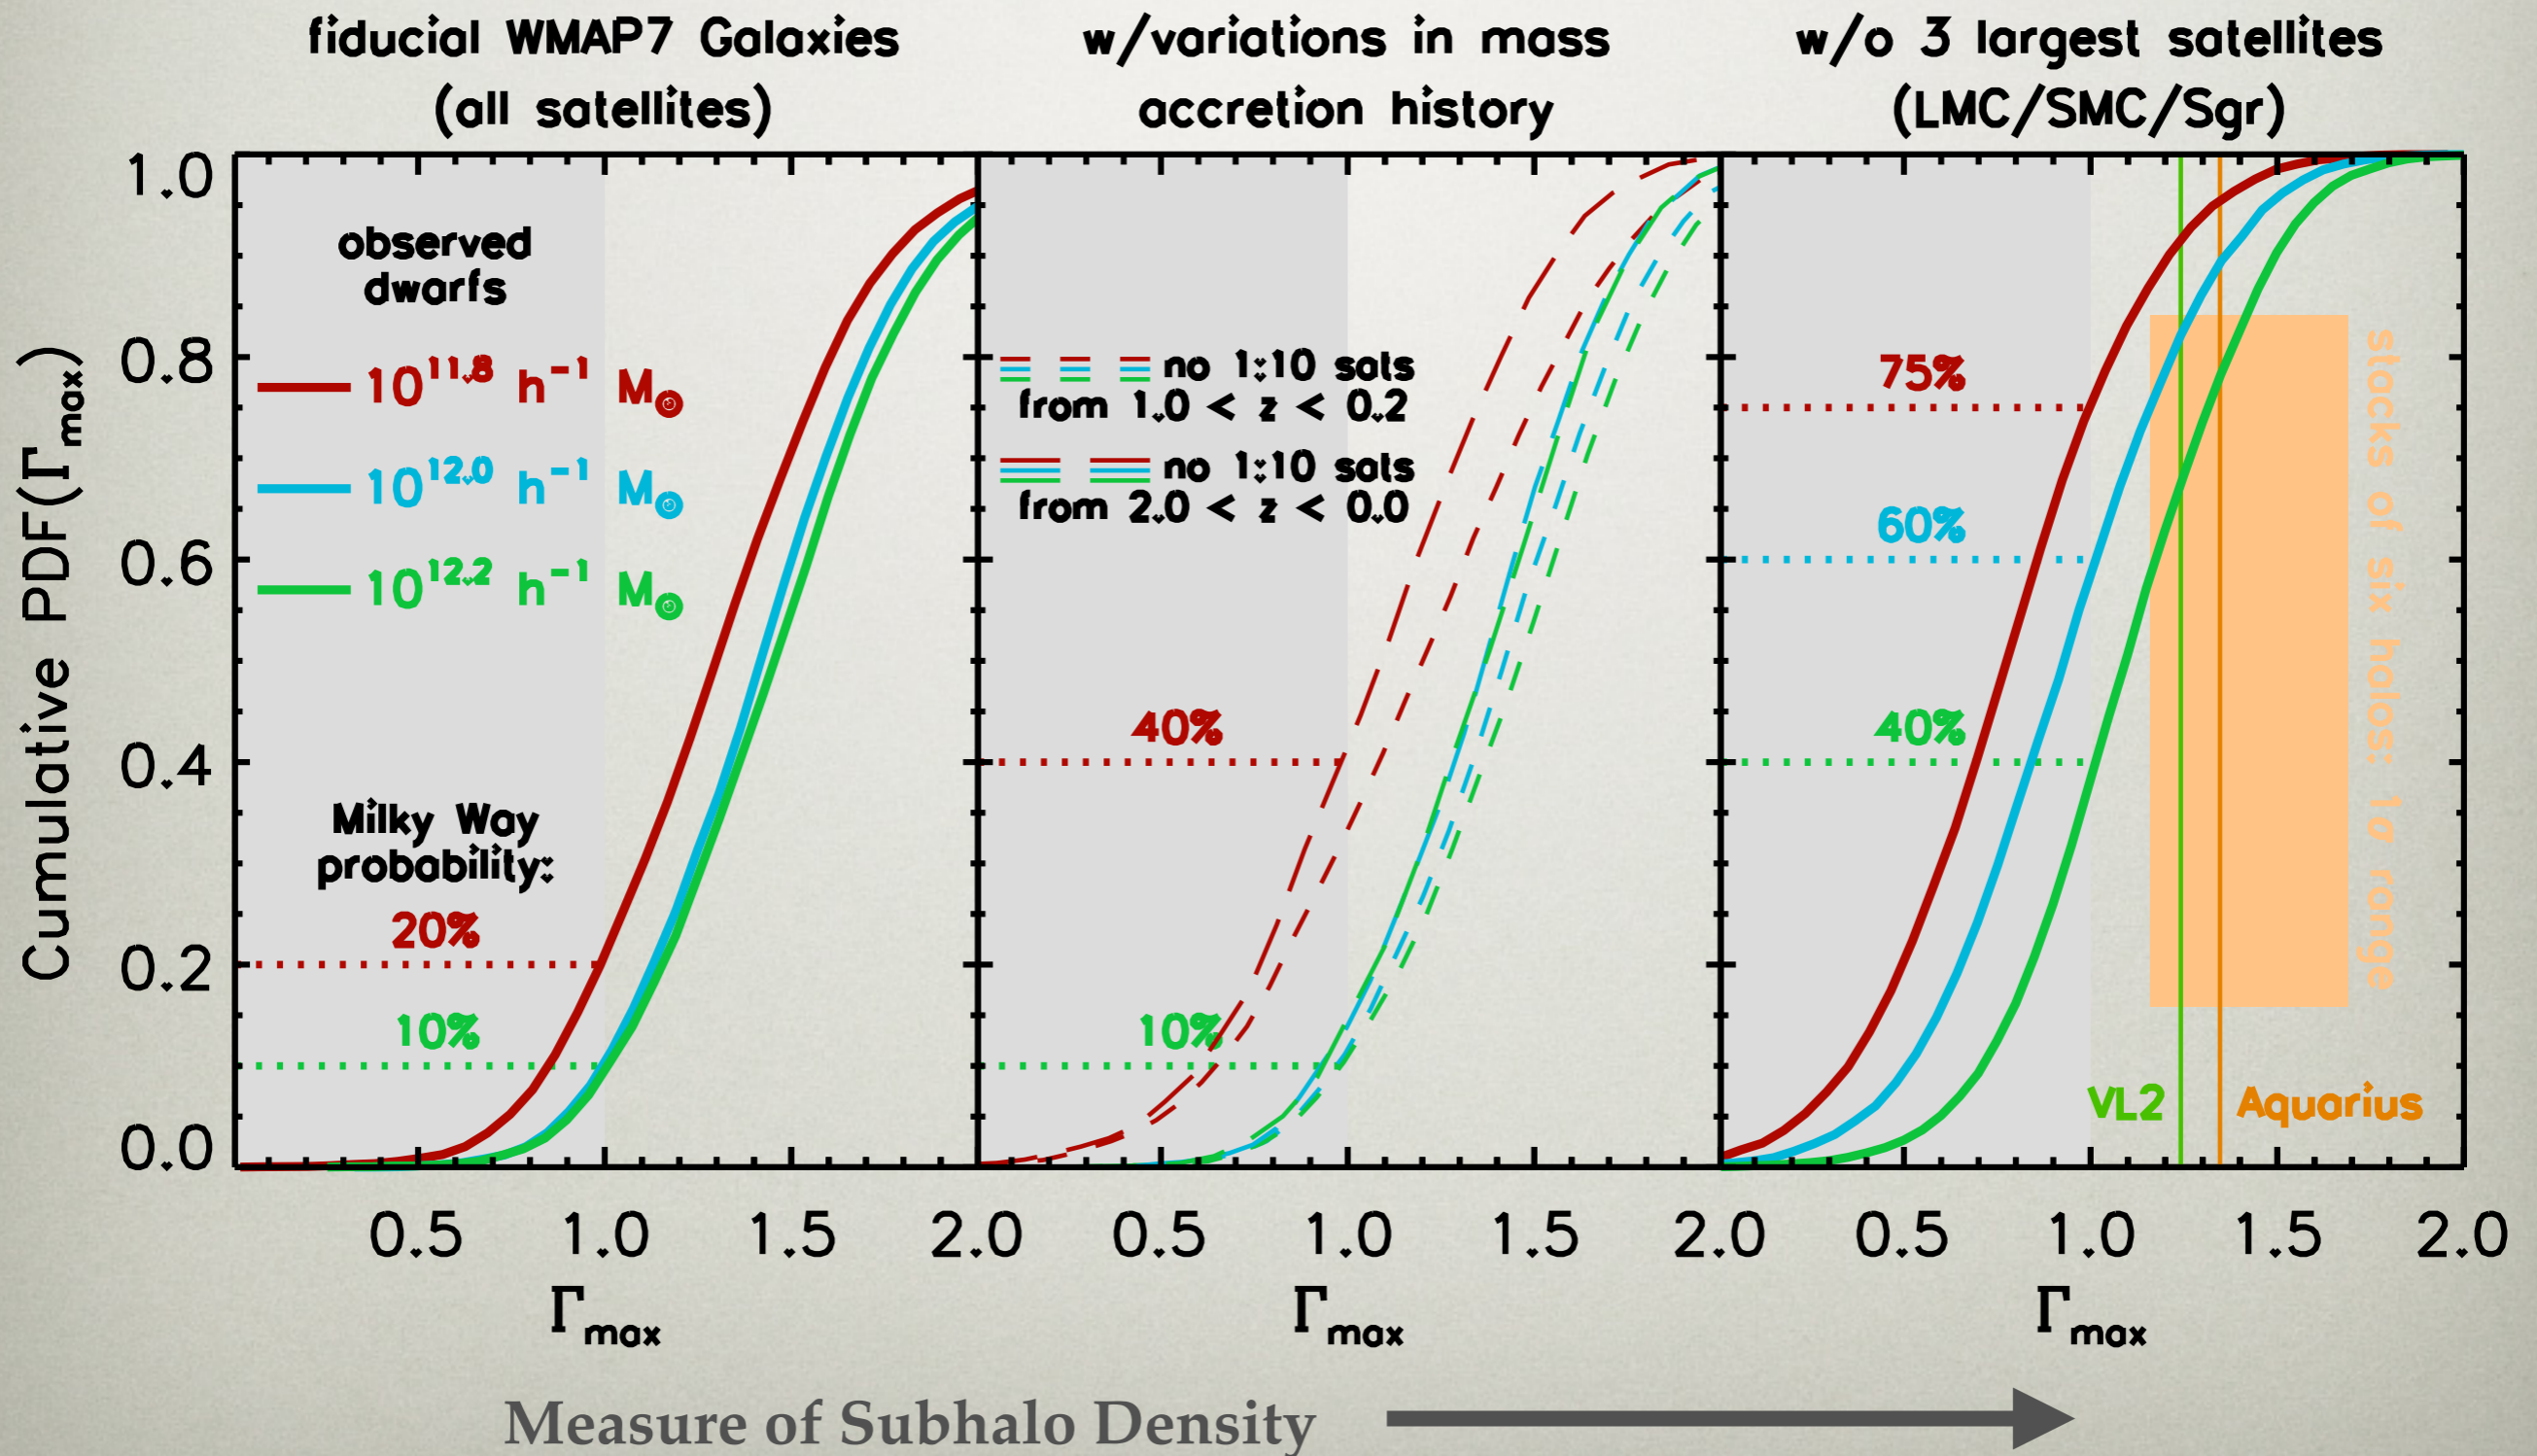 fiducial WMAP7 Galaxies
(all satellites)
w/variations in mass
accretion history
w/o 3 largest satellites
(LMC/SMC/Sgr)
Cumulative PDF(Γmax)
1.0
0.8
0.6
0.4
0.2
0.0
observed
dwarfs
10^11.8 h^-1 M⊙
10^12.0 h^-1 M⊙
10^12.2 h^-1 M⊙
Milky Way
probability:
20%
10%
no 1:10 sats
from 1.0 < z < 0.2
no 1:10 sats
from 2.0 < z < 0.0
40%
10%
75%
60%
40%
stacks of six halos: 1σ range
VL2
Aquarius
0.5 1.0 1.5 2.0 0.5 1.0 1.5 2.0 0.5 1.0 1.5 2.0
Γmax
Γmax
Γmax
Measure of Subhalo Density